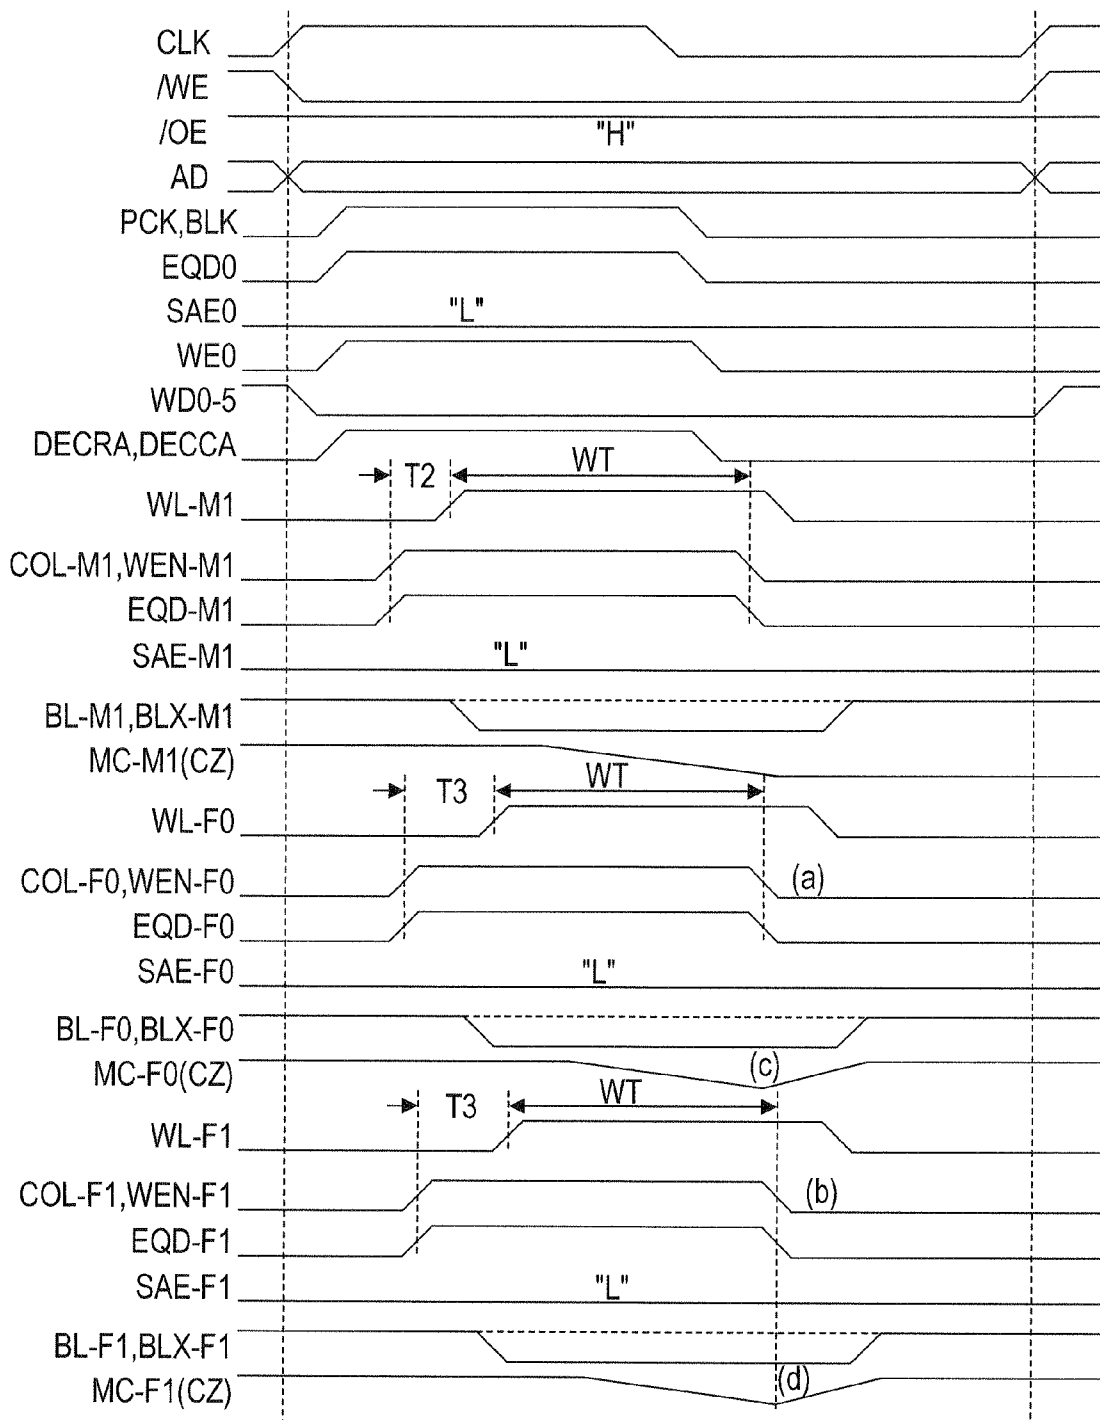 CLK
/WE
/OE "H"
AD
PCK,BLK
EQD0
SAE0 "L"
WE0
WD0-5
DECRA,DECCA
T2 WT
WL-M1
COL-M1,WEN-M1
EQD-M1
SAE-M1 "L"
BL-M1,BLX-M1
MC-M1(CZ)
T3 WT
WL-F0
COL-F0,WEN-F0 (a)
EQD-F0
SAE-F0 "L"
BL-F0,BLX-F0
MC-F0(CZ) (c)
T3 WT
WL-F1
COL-F1,WEN-F1 (b)
EQD-F1
SAE-F1 "L"
BL-F1,BLX-F1
MC-F1(CZ) (d)